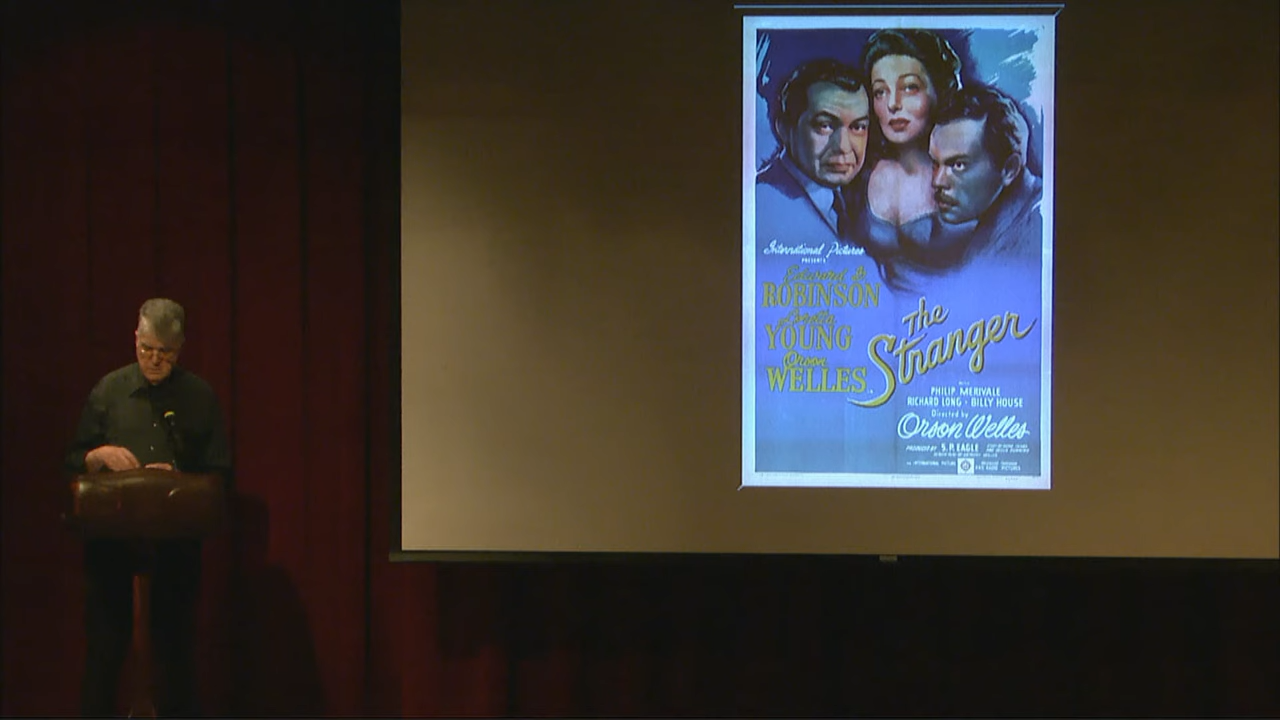 International Pictures
PRESENTS
Edward G.
ROBINSON
Loretta
YOUNG
Orson
WELLES
The
Stranger
WITH
PHILIP MERIVALE
RICHARD LONG · BILLY HOUSE
Directed by
Orson Welles
PRODUCED BY S. P. EAGLE